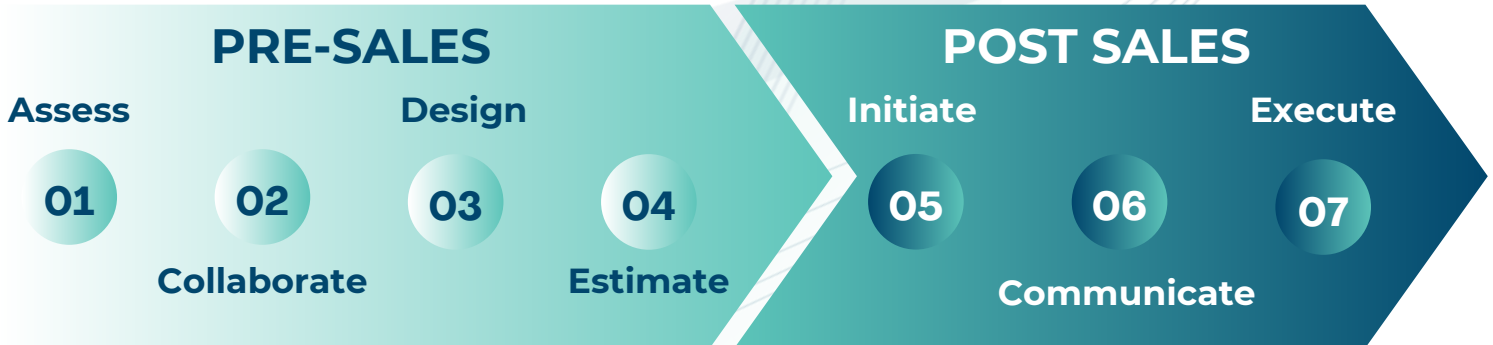 PRE-SALES
Assess
Design
01
02
03
04
Collaborate
Estimate
POST SALES
Initiate
Execute
05
06
07
Communicate